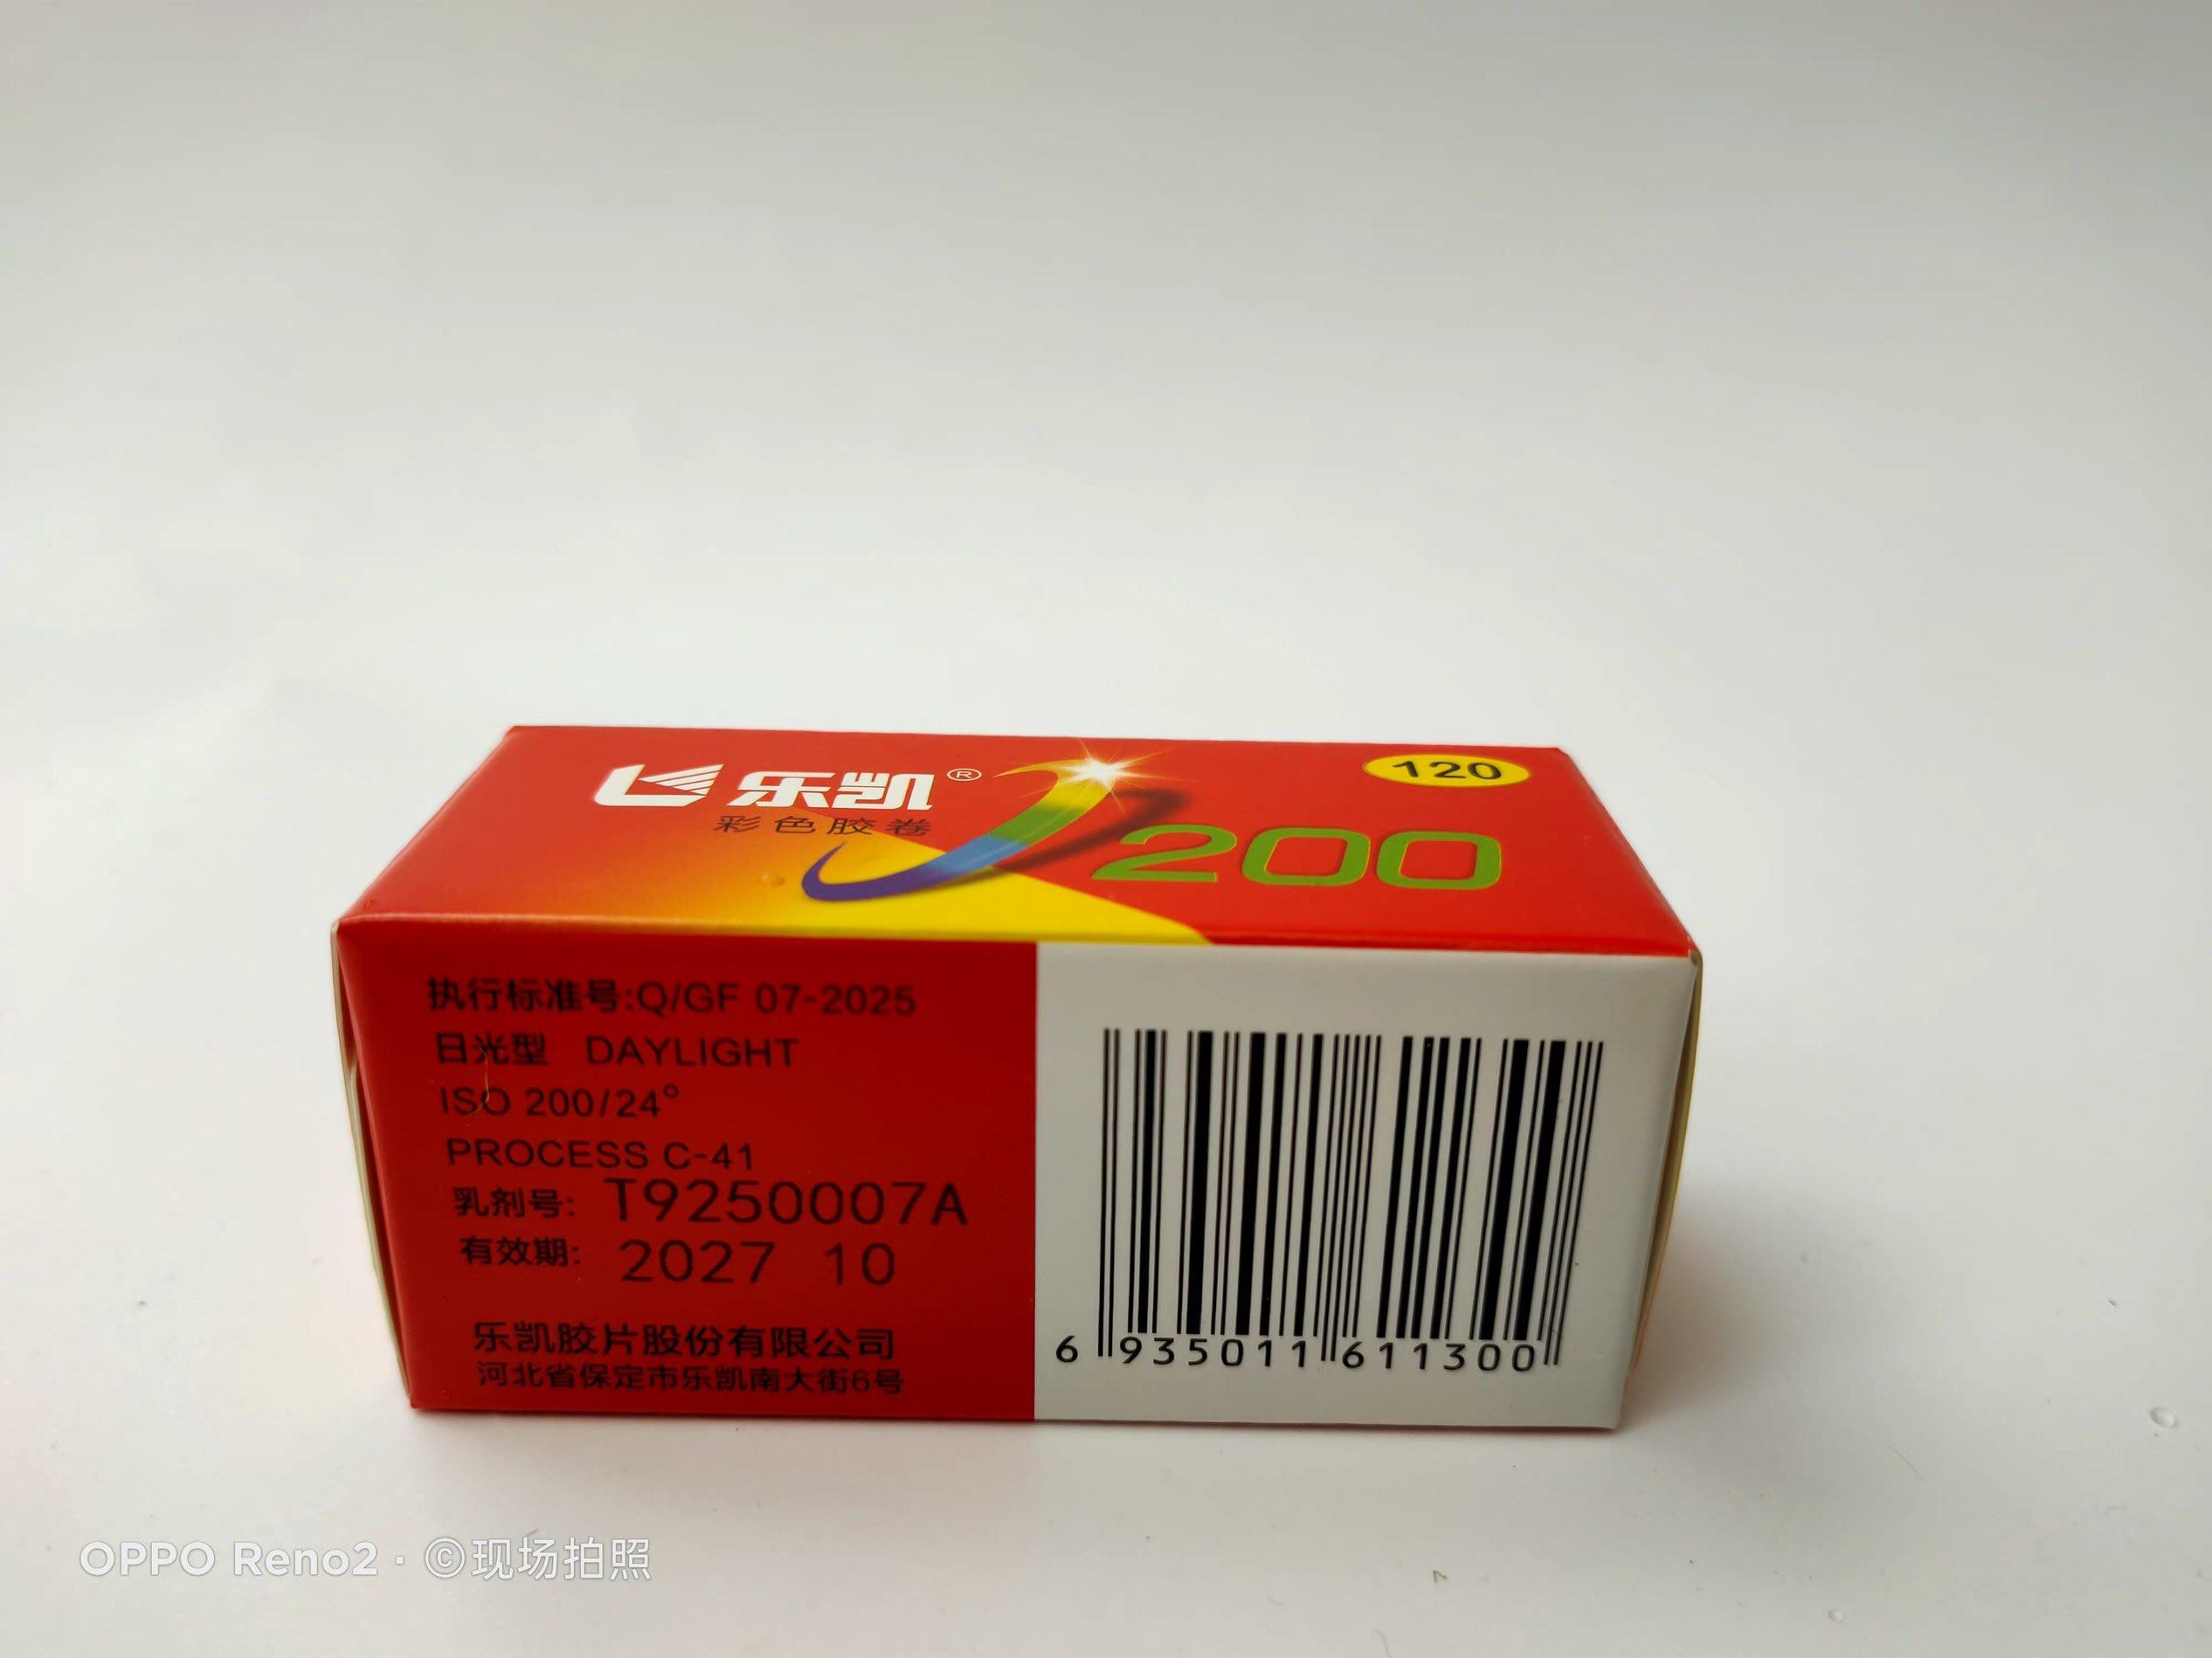 乐凯®
彩色胶卷
120
200
执行标准号:Q/GF 07-2025
日光型 DAYLIGHT
ISO 200/24°
PROCESS C-41
乳剂号: T9250007A
有效期: 2027 10
乐凯胶片股份有限公司
河北省保定市乐凯南大街6号
6 935011 611300
OPPO Reno2 · ©现场拍照